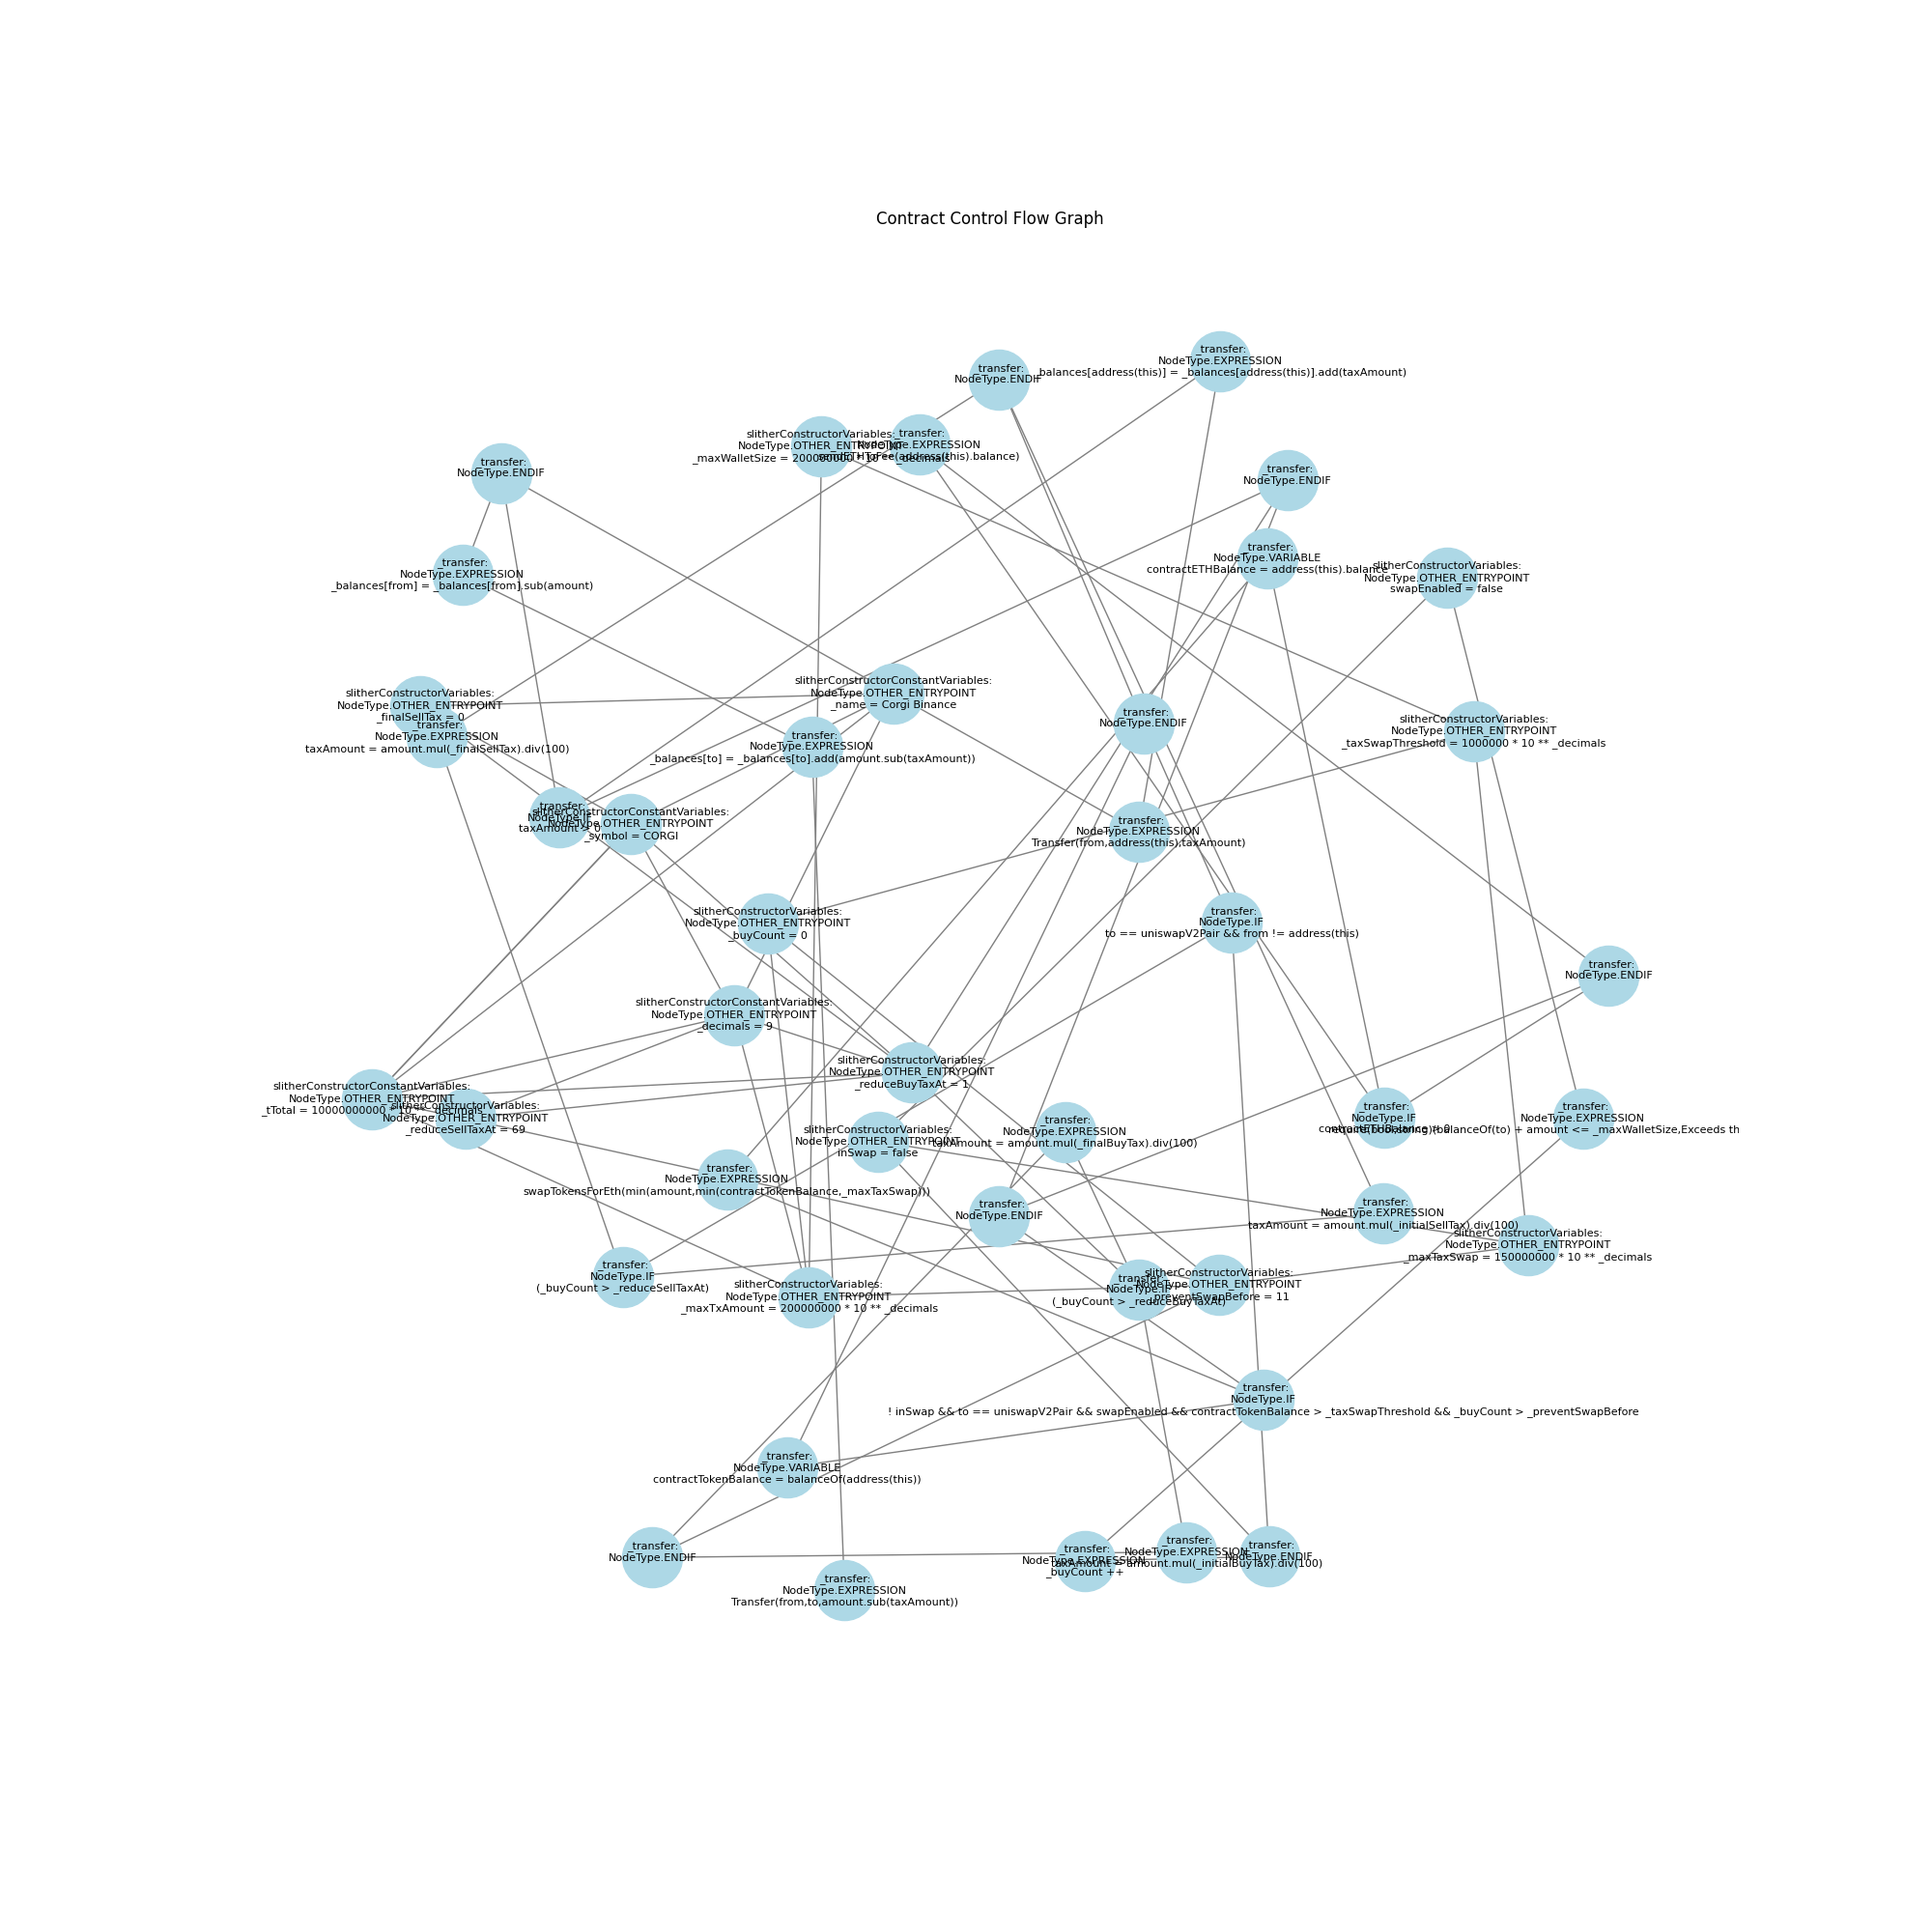 Contract Control Flow Graph
_transfer:
NodeType.EXPRESSION
_balances[address(this)] = _balances[address(this)].add(taxAmount)
_transfer:
NodeType.ENDIF
slitherConstructorVariables:
NodeType.OTHER_ENTRYPOINT
_maxWalletSize = 200000000 * 10 ** _decimals
_transfer:
NodeType.EXPRESSION
sendETHToFee(address(this).balance)
_transfer:
NodeType.ENDIF
_transfer:
NodeType.ENDIF
_transfer:
NodeType.VARIABLE
contractETHBalance = address(this).balance
slitherConstructorVariables:
NodeType.OTHER_ENTRYPOINT
swapEnabled = false
_transfer:
NodeType.EXPRESSION
_balances[from] = _balances[from].sub(amount)
slitherConstructorConstantVariables:
NodeType.OTHER_ENTRYPOINT
_name = Corgi Binance
slitherConstructorVariables:
NodeType.OTHER_ENTRYPOINT
_finalSellTax = 0
_transfer:
NodeType.EXPRESSION
taxAmount = amount.mul(_finalSellTax).div(100)
_transfer:
NodeType.EXPRESSION
_balances[to] = _balances[to].add(amount.sub(taxAmount))
_transfer:
NodeType.ENDIF
slitherConstructorVariables:
NodeType.OTHER_ENTRYPOINT
_taxSwapThreshold = 1000000 * 10 ** _decimals
_transfer:
NodeType.IF
taxAmount > 0
slitherConstructorConstantVariables:
NodeType.OTHER_ENTRYPOINT
_symbol = CORGI
_transfer:
NodeType.EXPRESSION
Transfer(from,address(this),taxAmount)
slitherConstructorVariables:
NodeType.OTHER_ENTRYPOINT
_buyCount = 0
_transfer:
NodeType.IF
to == uniswapV2Pair && from != address(this)
_transfer:
NodeType.ENDIF
slitherConstructorConstantVariables:
NodeType.OTHER_ENTRYPOINT
_decimals = 9
slitherConstructorVariables:
NodeType.OTHER_ENTRYPOINT
_reduceBuyTaxAt = 1
slitherConstructorConstantVariables:
NodeType.OTHER_ENTRYPOINT
_tTotal = 10000000000 * 10 ** _decimals
slitherConstructorVariables:
NodeType.OTHER_ENTRYPOINT
_reduceSellTaxAt = 69
slitherConstructorVariables:
NodeType.OTHER_ENTRYPOINT
inSwap = false
_transfer:
NodeType.EXPRESSION
taxAmount = amount.mul(_finalBuyTax).div(100)
_transfer:
NodeType.IF
contractETHBalance > 0
_transfer:
NodeType.EXPRESSION
require(bool,string)(balanceOf(to) + amount <= _maxWalletSize,Exceeds th
_transfer:
NodeType.EXPRESSION
swapTokensForEth(min(amount,min(contractTokenBalance,_maxTaxSwap)))
_transfer:
NodeType.ENDIF
_transfer:
NodeType.EXPRESSION
taxAmount = amount.mul(_initialSellTax).div(100)
slitherConstructorVariables:
NodeType.OTHER_ENTRYPOINT
_maxTaxSwap = 150000000 * 10 ** _decimals
_transfer:
NodeType.IF
(_buyCount > _reduceSellTaxAt)
slitherConstructorVariables:
NodeType.OTHER_ENTRYPOINT
_maxTxAmount = 200000000 * 10 ** _decimals
_transfer:
NodeType.IF
(_buyCount > _reduceBuyTaxAt)
slitherConstructorVariables:
NodeType.OTHER_ENTRYPOINT
_preventSwapBefore = 11
_transfer:
NodeType.IF
! inSwap && to == uniswapV2Pair && swapEnabled && contractTokenBalance > _taxSwapThreshold && _buyCount > _preventSwapBefore
_transfer:
NodeType.VARIABLE
contractTokenBalance = balanceOf(address(this))
_transfer:
NodeType.ENDIF
_transfer:
NodeType.EXPRESSION
_buyCount ++
_transfer:
NodeType.EXPRESSION
taxAmount = amount.mul(_initialBuyTax).div(100)
_transfer:
NodeType.ENDIF
_transfer:
NodeType.EXPRESSION
Transfer(from,to,amount.sub(taxAmount))